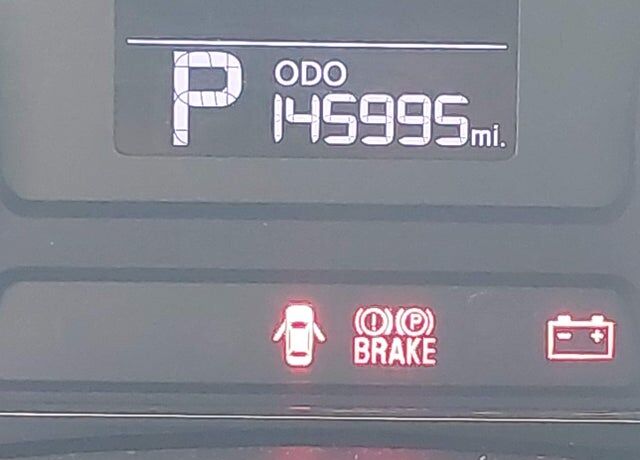 P ODO
145995mi.
(!) (P)
BRAKE
- +